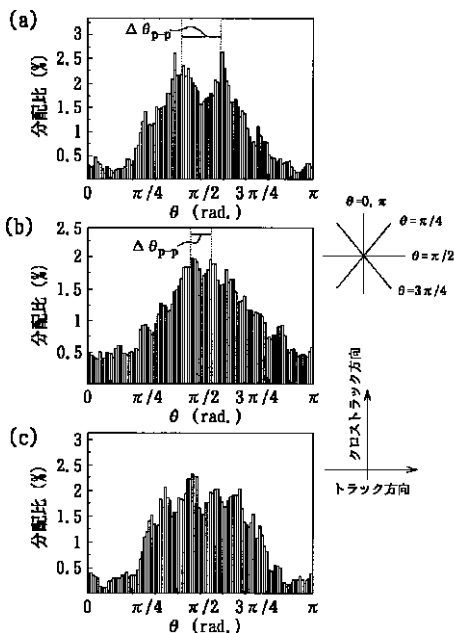 (a)
Δθp-p
分配比 (%)
3
2.5
2
1.5
1
0.5
0 π/4 π/2 3π/4 π
θ (rad.)
(b)
Δθp-p
分配比 (%)
2.5
2
1.5
1
0.5
0 π/4 π/2 3π/4 π
θ (rad.)
(c)
分配比 (%)
3
2.5
2
1.5
1
0.5
0 π/4 π/2 3π/4 π
θ (rad.)
θ=0, π
θ=π/4
θ=π/2
θ=3π/4
クロストラック方向
トラック方向